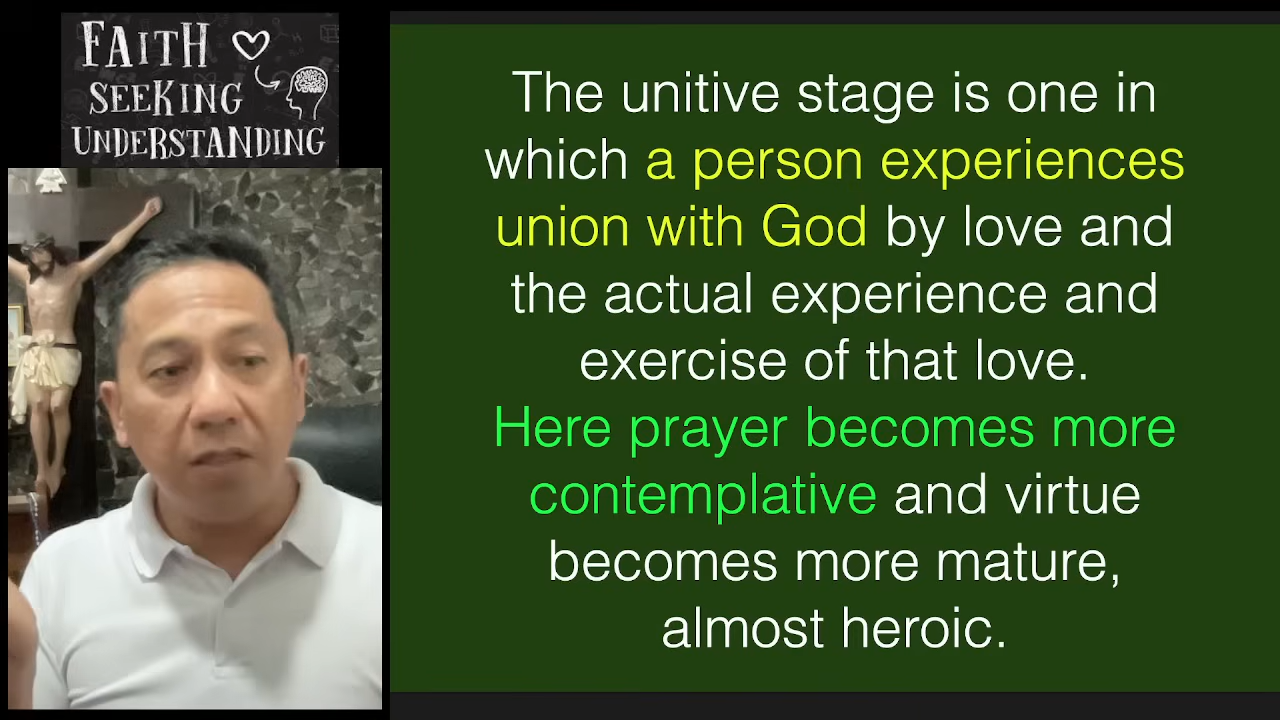 FAITH
SEEKING
UNDERSTANDING
The unitive stage is one in
which a person experiences
union with God by love and
the actual experience and
exercise of that love.
Here prayer becomes more
contemplative and virtue
becomes more mature,
almost heroic.